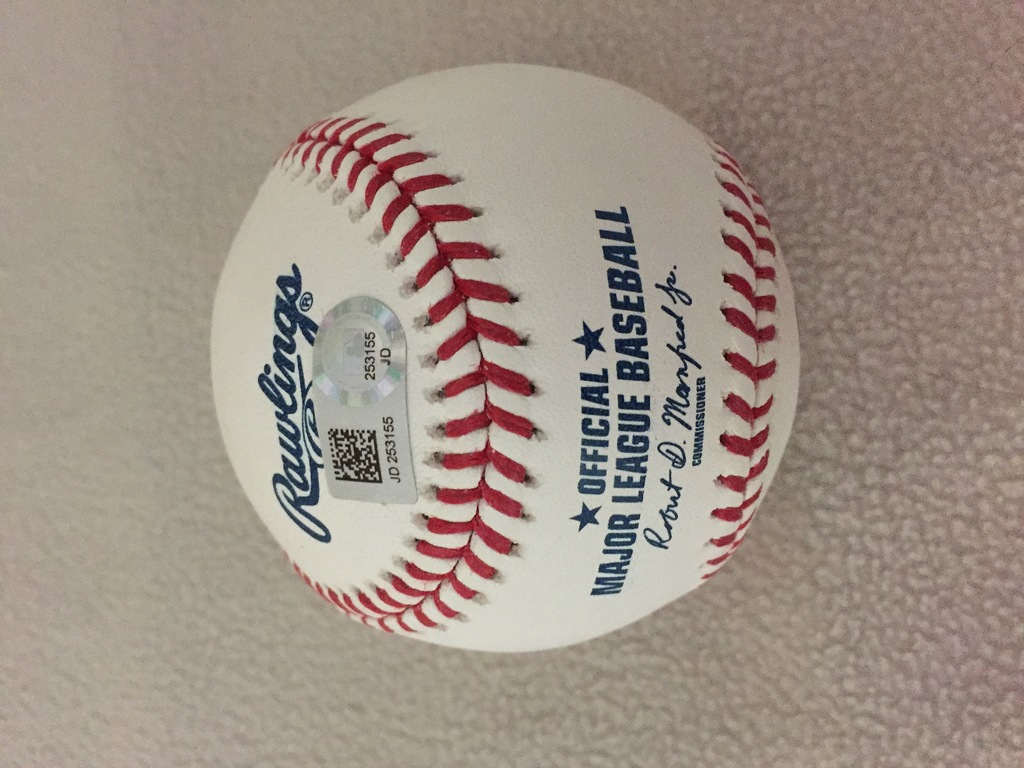 Rawlings®
R
253155
JD
JD 253155
★ OFFICIAL ★
MAJOR LEAGUE BASEBALL
Robert D. Manfred Jr.
COMMISSIONER